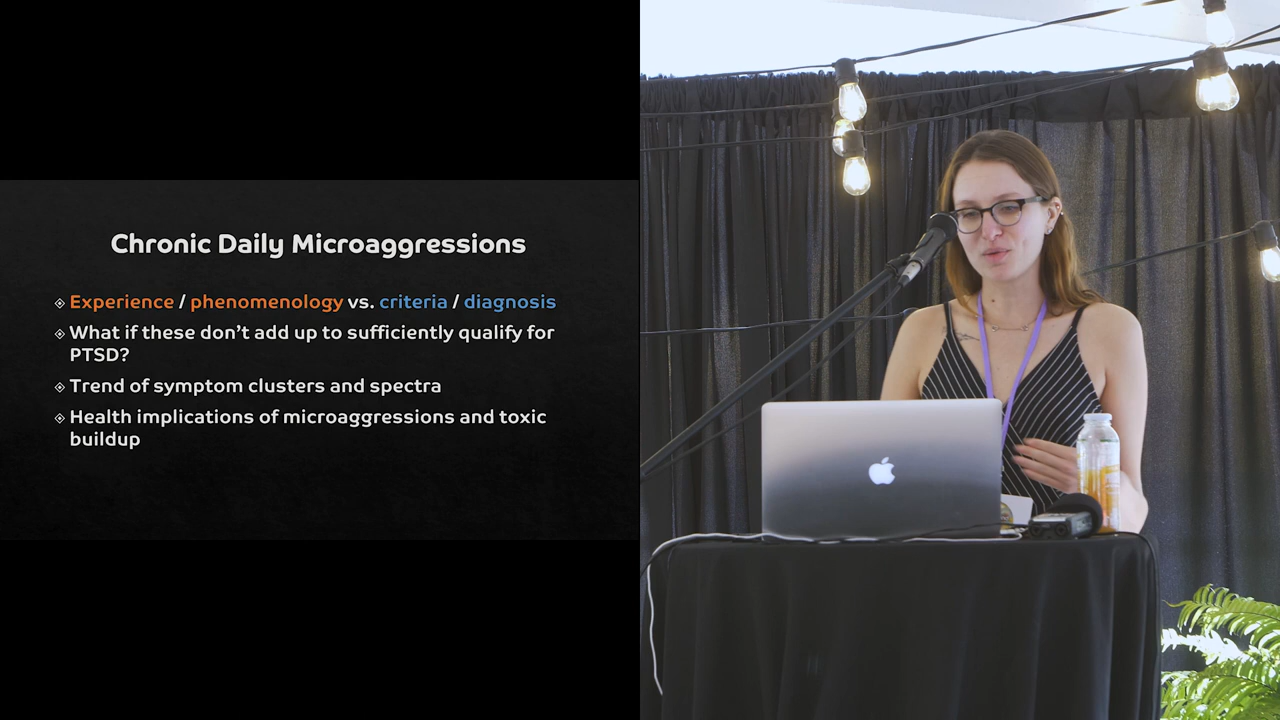 Chronic Daily Microaggressions
Experience / phenomenology vs. criteria / diagnosis
What if these don’t add up to sufficiently qualify for
PTSD?
Trend of symptom clusters and spectra
Health implications of microaggressions and toxic
buildup